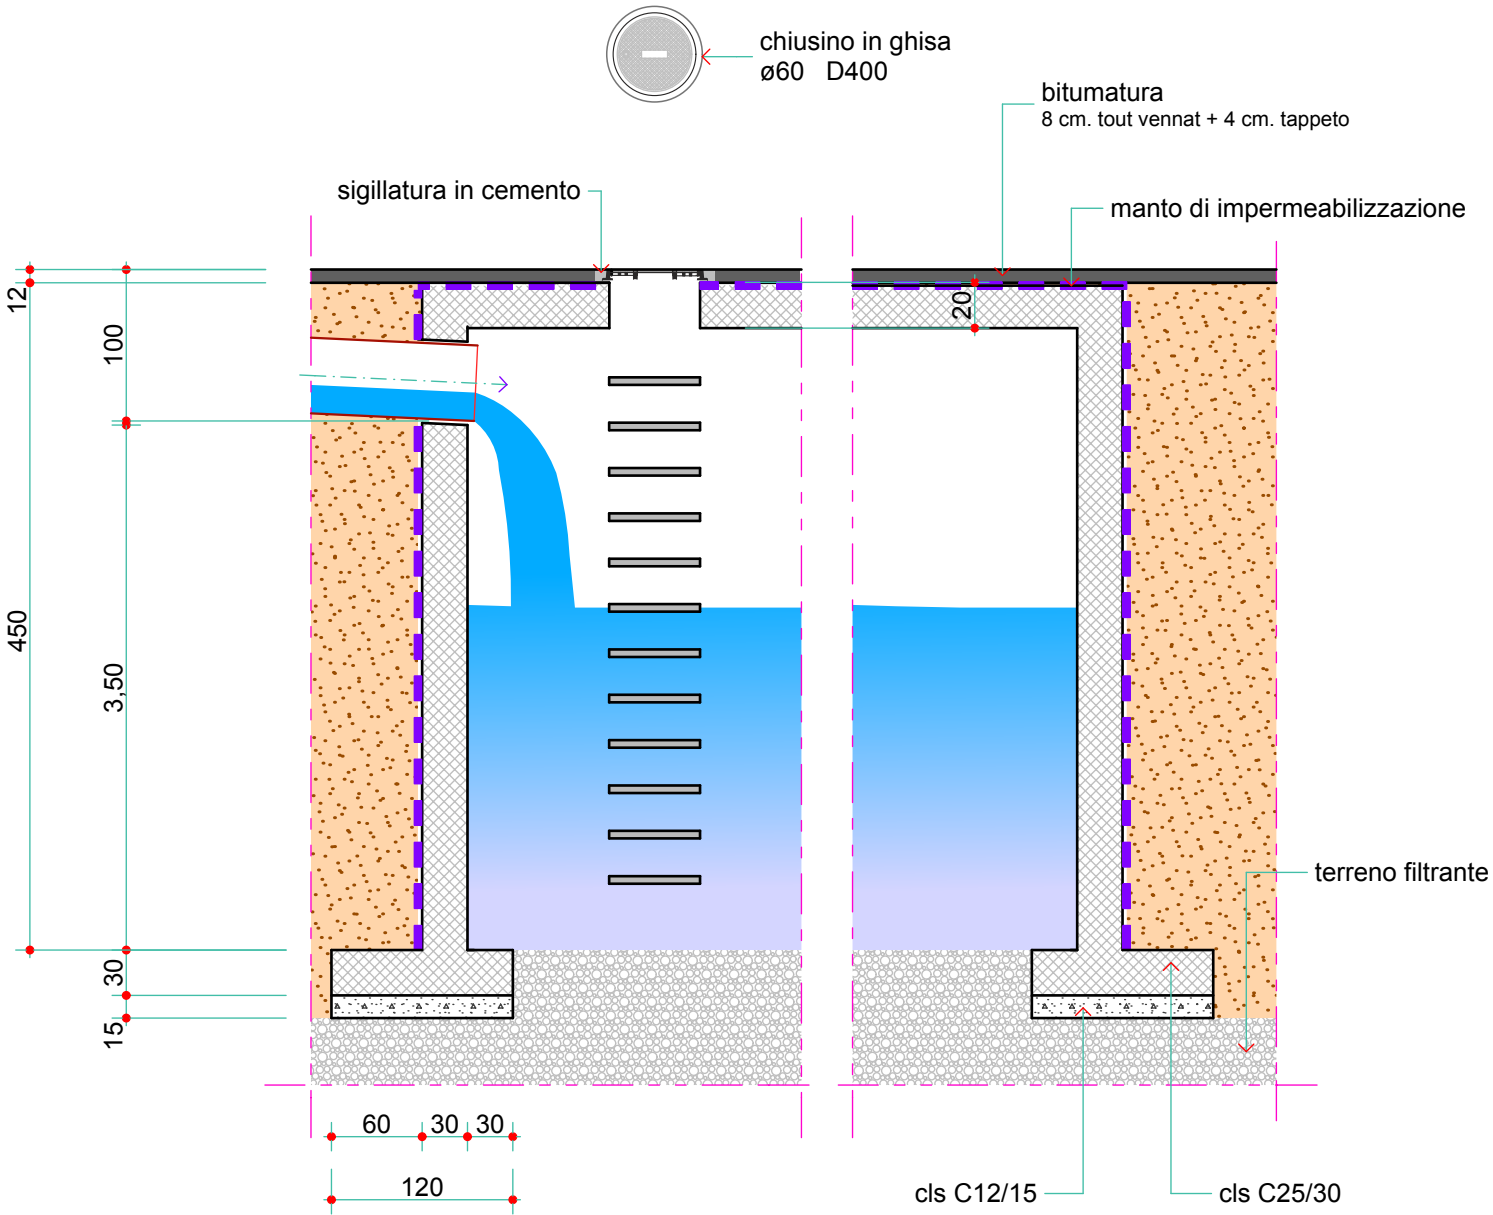 chiusino in ghisa
ø60 D400
bitumatura
8 cm. tout vennat + 4 cm. tappeto
sigillatura in cemento
manto di impermeabilizzazione
12
100
20
450
3,50
terreno filtrante
30
15
60
30
30
120
cls C12/15
cls C25/30